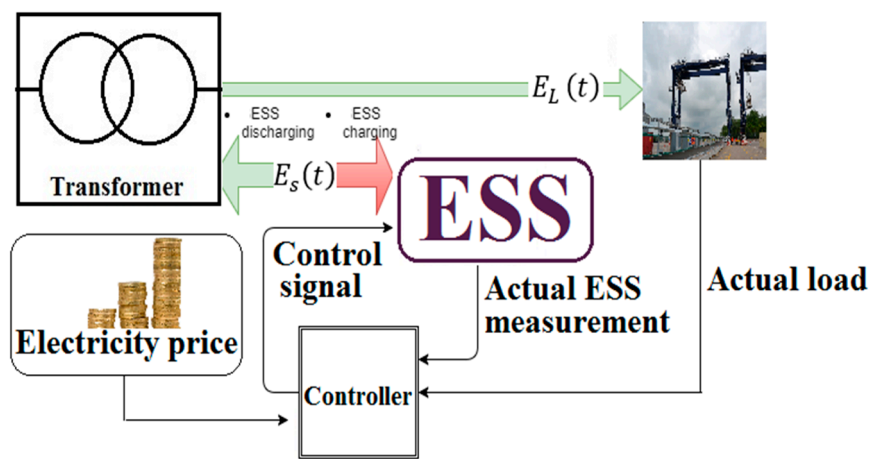 E_L (t)
• ESS discharging
• ESS charging
Transformer
E_s(t)
ESS
Control
signal
Actual ESS
measurement
Actual load
Electricity price
Controller